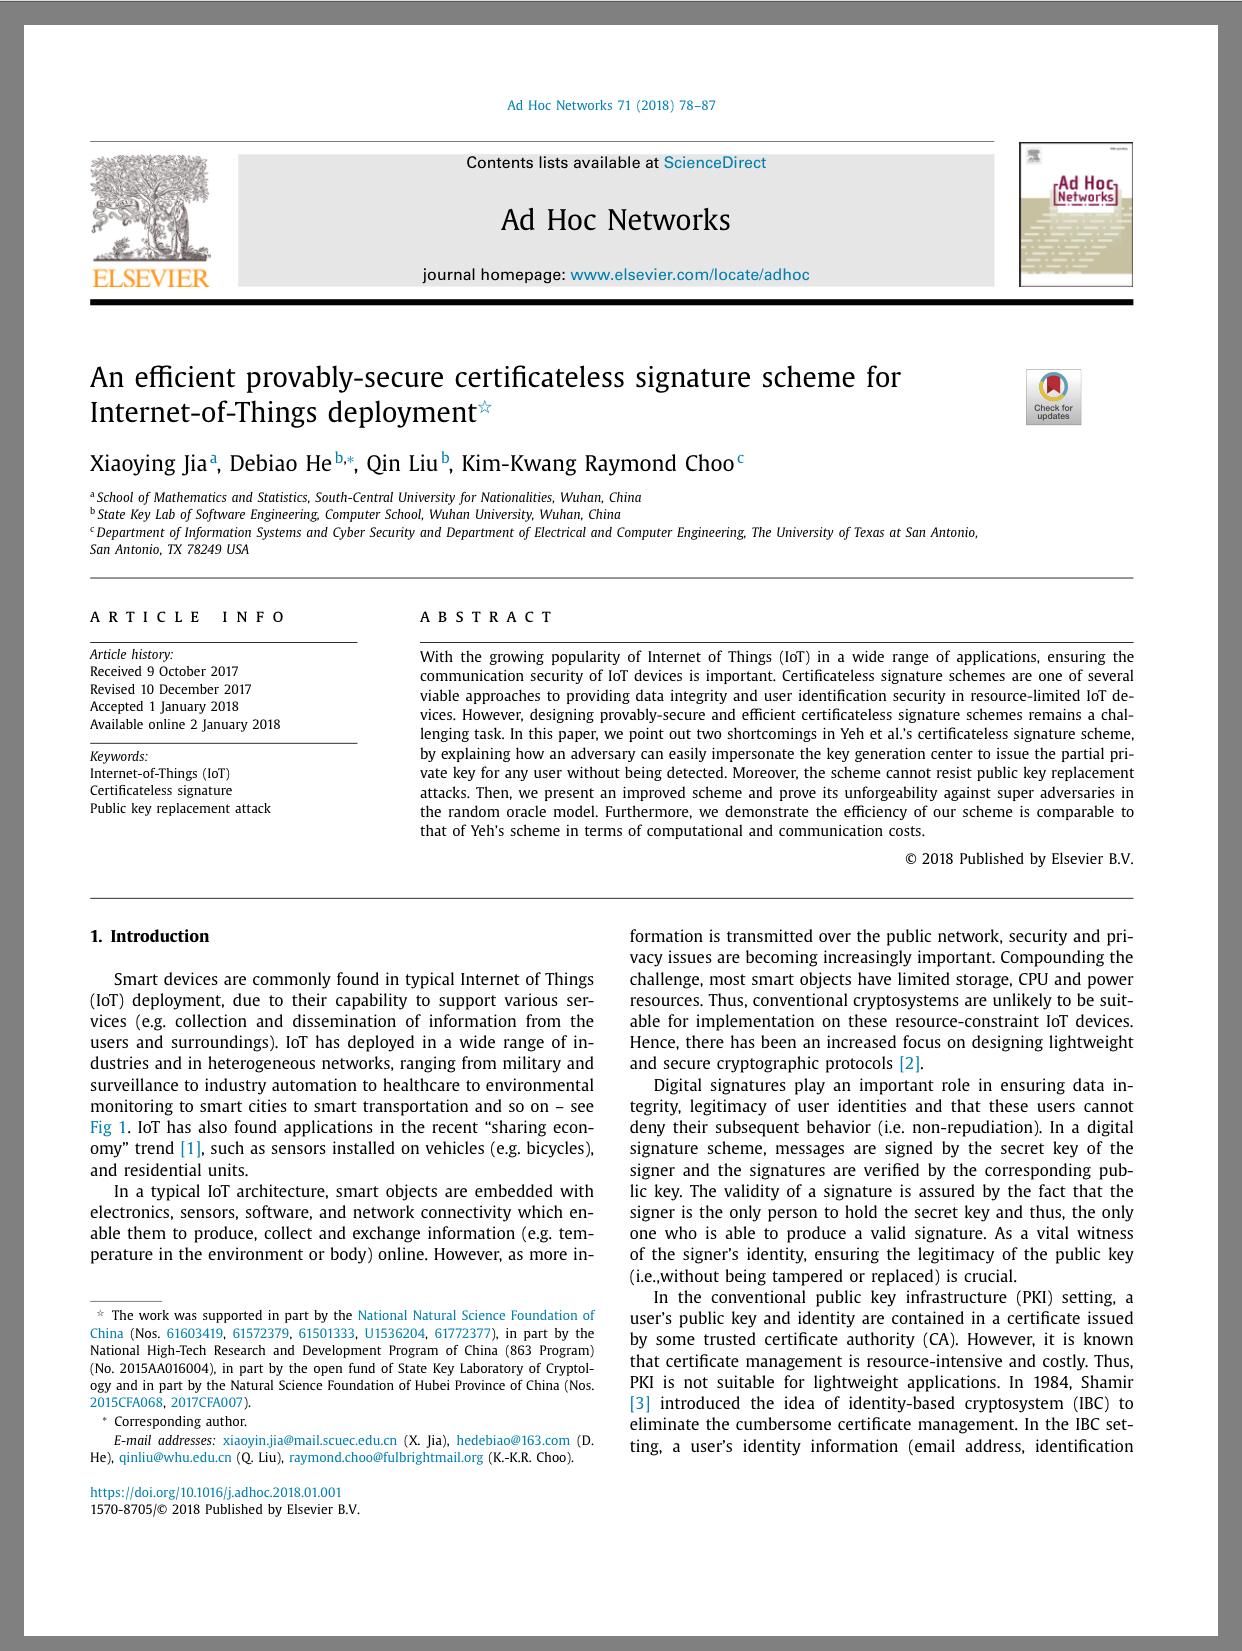 Ad Hoc Networks 71 (2018) 78–87
Contents lists available at ScienceDirect
Ad Hoc Networks
journal homepage: www.elsevier.com/locate/adhoc
ELSEVIER
Ad Hoc
Networks
An efficient provably-secure certificateless signature scheme for
Internet-of-Things deployment☆
Check for
updates
Xiaoying Jia a, Debiao He b,*, Qin Liu b, Kim-Kwang Raymond Choo c
a School of Mathematics and Statistics, South-Central University for Nationalities, Wuhan, China
b State Key Lab of Software Engineering, Computer School, Wuhan University, Wuhan, China
c Department of Information Systems and Cyber Security and Department of Electrical and Computer Engineering, The University of Texas at San Antonio,
San Antonio, TX 78249 USA
ARTICLE INFO
Article history:
Received 9 October 2017
Revised 10 December 2017
Accepted 1 January 2018
Available online 2 January 2018
Keywords:
Internet-of-Things (IoT)
Certificateless signature
Public key replacement attack
ABSTRACT
With the growing popularity of Internet of Things (IoT) in a wide range of applications, ensuring the
communication security of IoT devices is important. Certificateless signature schemes are one of several
viable approaches to providing data integrity and user identification security in resource-limited IoT de-
vices. However, designing provably-secure and efficient certificateless signature schemes remains a chal-
lenging task. In this paper, we point out two shortcomings in Yeh et al.'s certificateless signature scheme,
by explaining how an adversary can easily impersonate the key generation center to issue the partial pri-
vate key for any user without being detected. Moreover, the scheme cannot resist public key replacement
attacks. Then, we present an improved scheme and prove its unforgeability against super adversaries in
the random oracle model. Furthermore, we demonstrate the efficiency of our scheme is comparable to
that of Yeh's scheme in terms of computational and communication costs.
© 2018 Published by Elsevier B.V.
1. Introduction
Smart devices are commonly found in typical Internet of Things
(IoT) deployment, due to their capability to support various ser-
vices (e.g. collection and dissemination of information from the
users and surroundings). IoT has deployed in a wide range of in-
dustries and in heterogeneous networks, ranging from military and
surveillance to industry automation to healthcare to environmental
monitoring to smart cities to smart transportation and so on – see
Fig 1. IoT has also found applications in the recent “sharing econ-
omy” trend [1], such as sensors installed on vehicles (e.g. bicycles),
and residential units.
In a typical IoT architecture, smart objects are embedded with
electronics, sensors, software, and network connectivity which en-
able them to produce, collect and exchange information (e.g. tem-
perature in the environment or body) online. However, as more in-
☆ The work was supported in part by the National Natural Science Foundation of
China (Nos. 61603419, 61572379, 61501333, U1536204, 61772377), in part by the
National High-Tech Research and Development Program of China (863 Program)
(No. 2015AA016004), in part by the open fund of State Key Laboratory of Cryptol-
ogy and in part by the Natural Science Foundation of Hubei Province of China (Nos.
2015CFA068, 2017CFA007).
* Corresponding author.
E-mail addresses: xiaoyin.jia@mail.scuec.edu.cn (X. Jia), hedebiao@163.com (D.
He), qinliu@whu.edu.cn (Q. Liu), raymond.choo@fulbrightmail.org (K.-K.R. Choo).
https://doi.org/10.1016/j.adhoc.2018.01.001
1570-8705/© 2018 Published by Elsevier B.V.
formation is transmitted over the public network, security and pri-
vacy issues are becoming increasingly important. Compounding the
challenge, most smart objects have limited storage, CPU and power
resources. Thus, conventional cryptosystems are unlikely to be suit-
able for implementation on these resource-constraint IoT devices.
Hence, there has been an increased focus on designing lightweight
and secure cryptographic protocols [2].
Digital signatures play an important role in ensuring data in-
tegrity, legitimacy of user identities and that these users cannot
deny their subsequent behavior (i.e. non-repudiation). In a digital
signature scheme, messages are signed by the secret key of the
signer and the signatures are verified by the corresponding pub-
lic key. The validity of a signature is assured by the fact that the
signer is the only person to hold the secret key and thus, the only
one who is able to produce a valid signature. As a vital witness
of the signer's identity, ensuring the legitimacy of the public key
(i.e.,without being tampered or replaced) is crucial.
In the conventional public key infrastructure (PKI) setting, a
user's public key and identity are contained in a certificate issued
by some trusted certificate authority (CA). However, it is known
that certificate management is resource-intensive and costly. Thus,
PKI is not suitable for lightweight applications. In 1984, Shamir
[3] introduced the idea of identity-based cryptosystem (IBC) to
eliminate the cumbersome certificate management. In the IBC set-
ting, a user's identity information (email address, identification